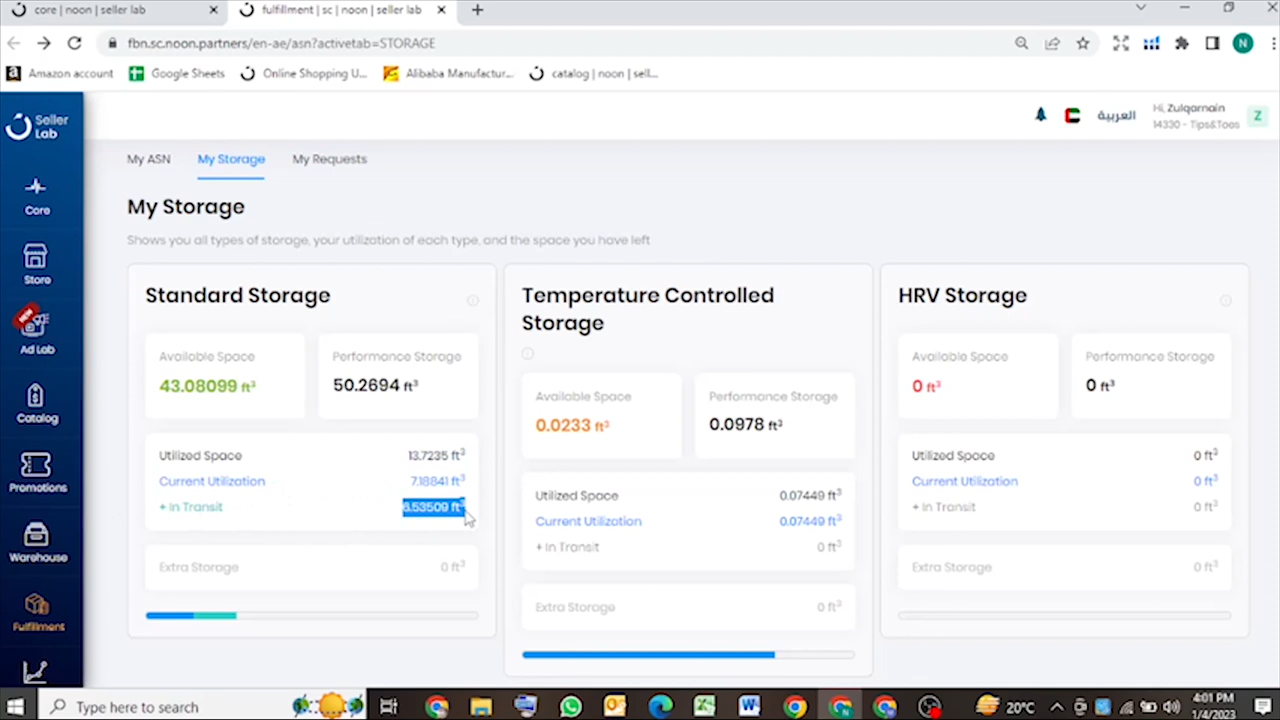 core | noon | seller lab
fulfillment | sc | noon | seller lab
fbn.sc.noon.partners/en-ae/asn?activetab=STORAGE
N
Amazon account
Google Sheets
Online Shopping U...
Alibaba Manufactur...
catalog | noon | sell...
Seller
Lab
العربية
Hi, Zulqarnain
14330 - Tips&Toes
Z
Core
Store
NEW
Ad Lab
Catalog
Promotions
Warehouse
Fulfillment
My ASN
My Storage
My Requests
My Storage
Shows you all types of storage, your utilization of each type, and the space you have left
Standard Storage
Available Space
43.08099 ft³
Performance Storage
50.2694 ft³
Utilized Space 13.7235 ft³
Current Utilization 7.18841 ft³
+ In Transit 6.53509 ft³
Extra Storage 0 ft³
Temperature Controlled
Storage
Available Space
0.0233 ft³
Performance Storage
0.0978 ft³
Utilized Space 0.07449 ft³
Current Utilization 0.07449 ft³
+ In Transit 0 ft³
Extra Storage 0 ft³
HRV Storage
Available Space
0 ft³
Performance Storage
0 ft³
Utilized Space 0 ft³
Current Utilization 0 ft³
+ In Transit 0 ft³
Extra Storage 0 ft³
Type here to search
20°C
4:01 PM
1/4/2023